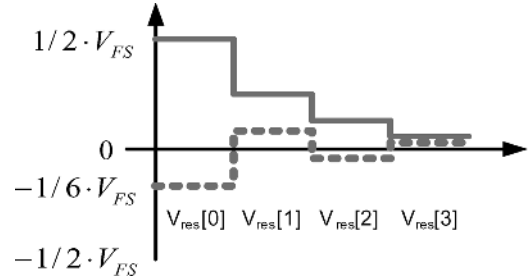 1/2·V_FS
0
−1/6·V_FS
V_res[0] V_res[1] V_res[2] V_res[3]
−1/2·V_FS